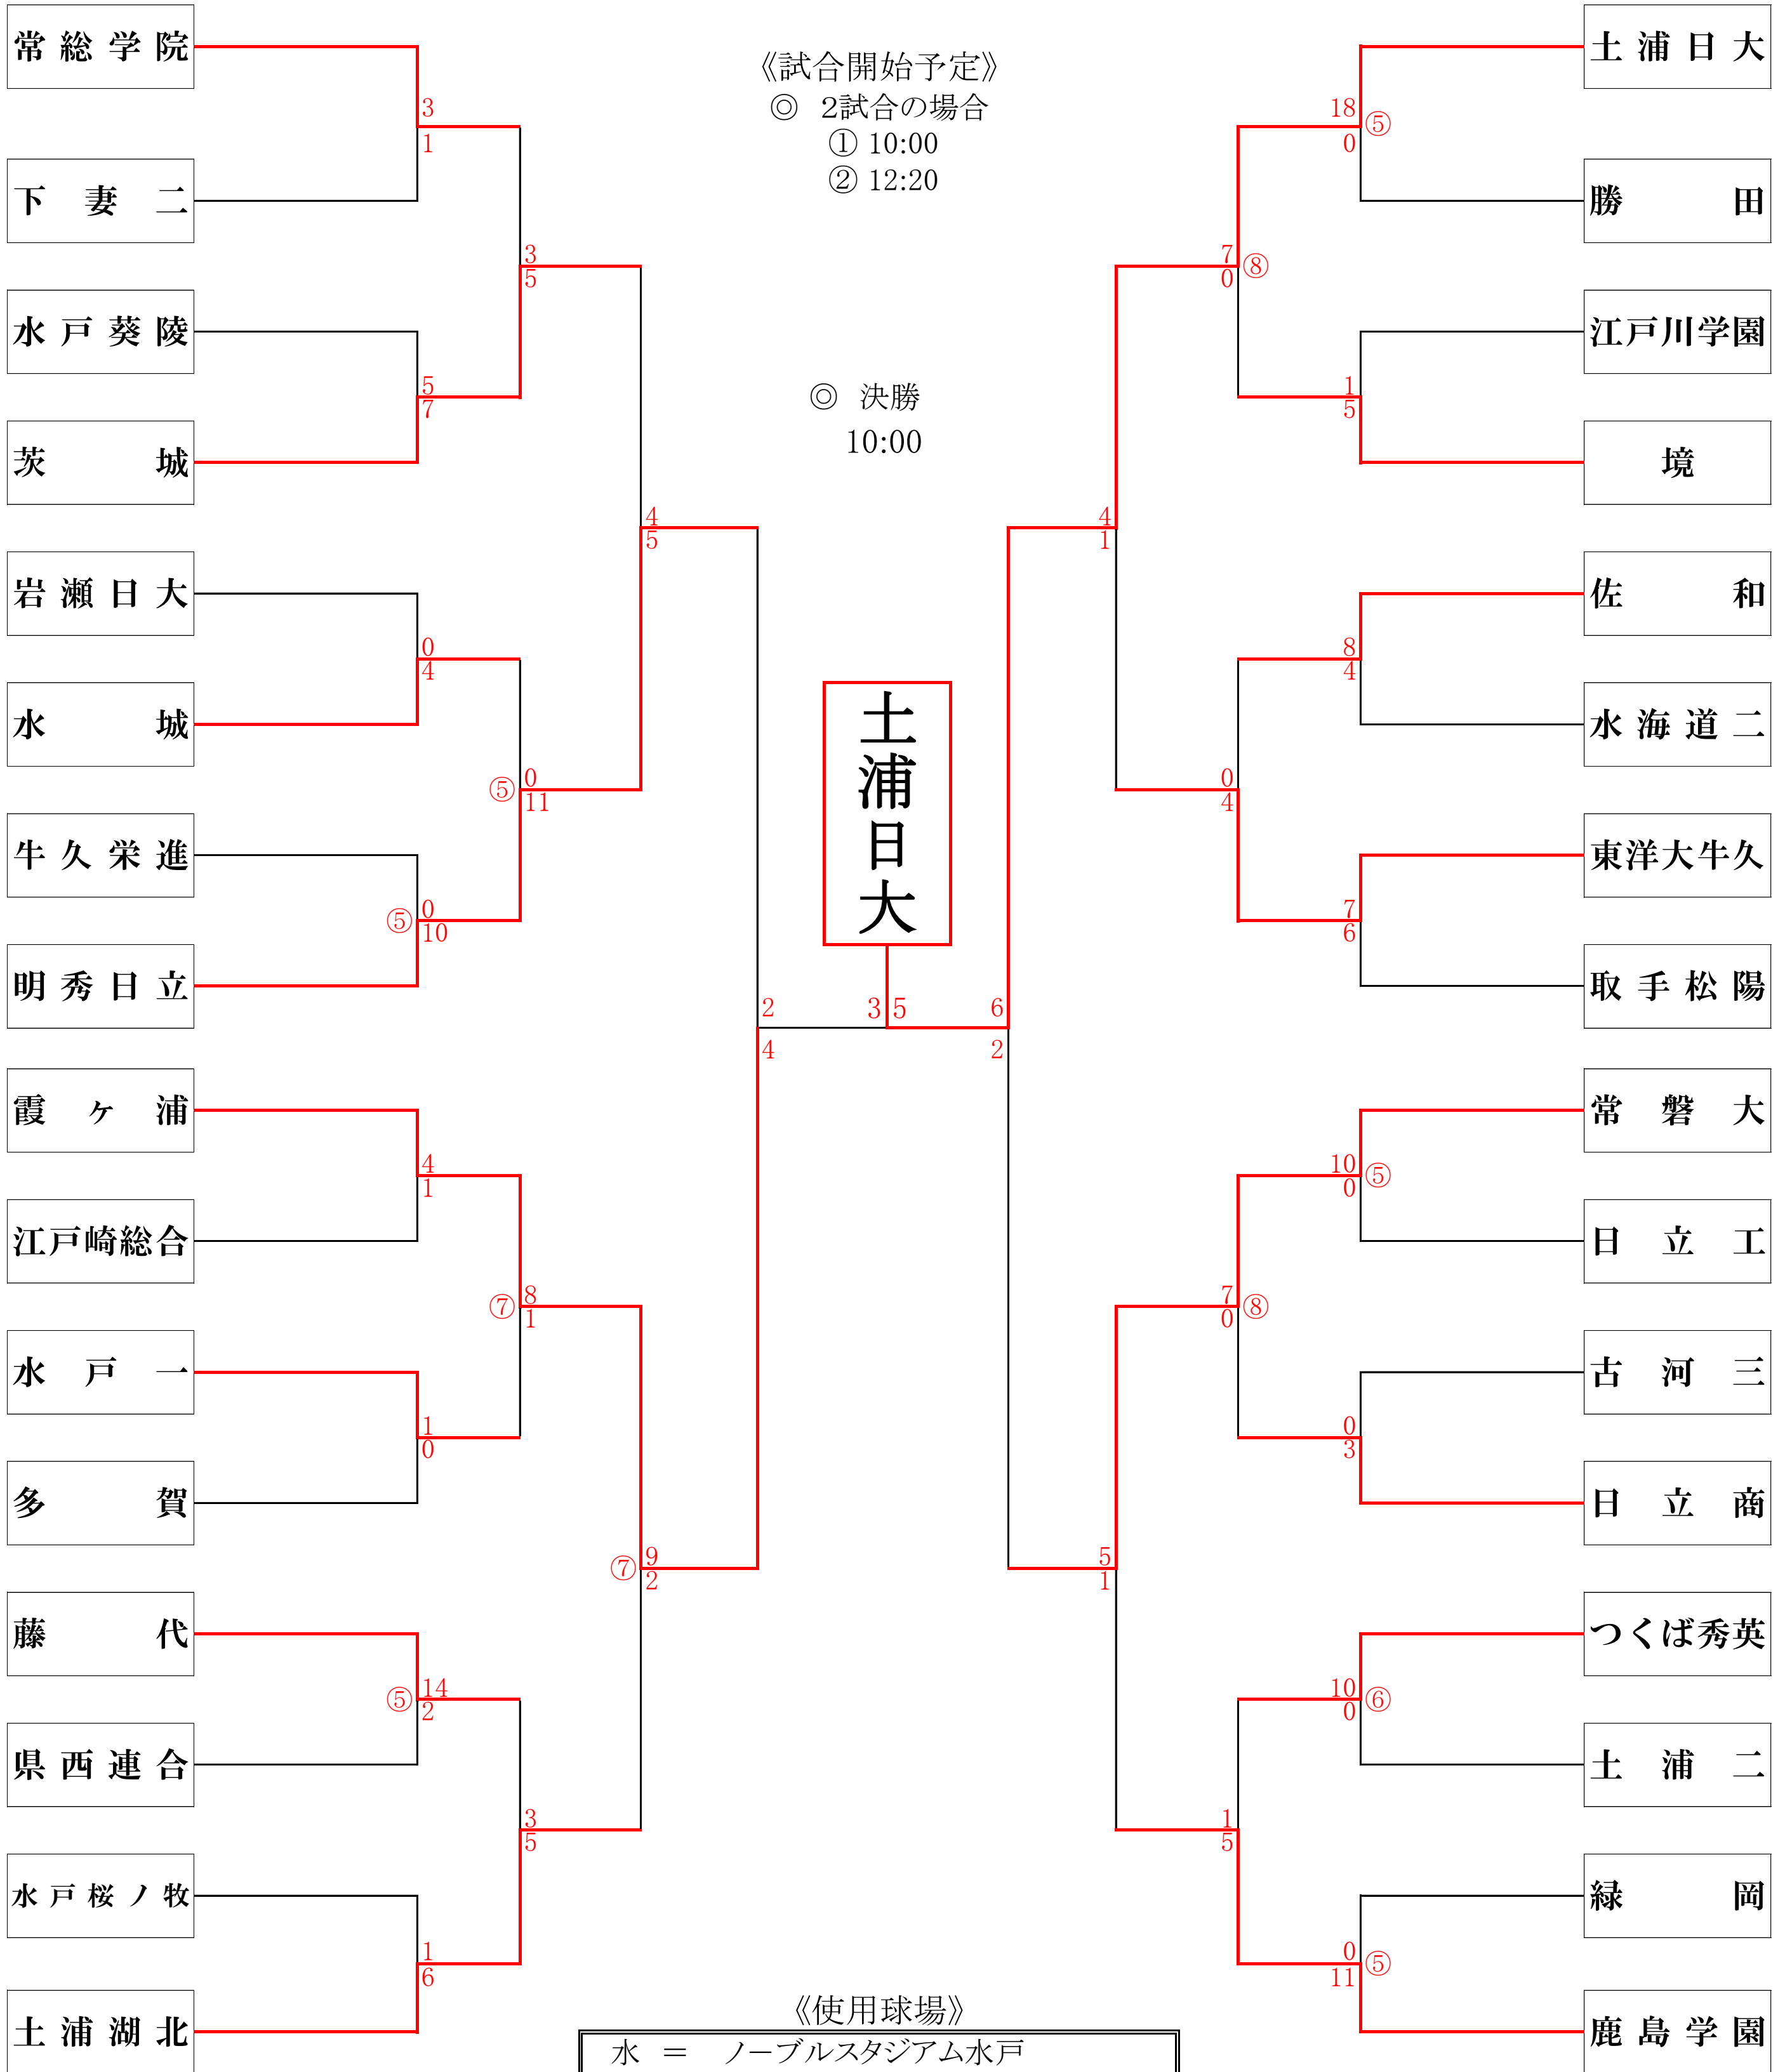 常総学院
3
1
下妻二
3
5
水戸葵陵
5
7
茨城
4
5
岩瀬日大
0
4
水城
⑤ 0
11
牛久栄進
⑤ 0
10
明秀日立
2
4
霞ヶ浦
4
1
江戸崎総合
⑦ 8
1
水戸一
1
0
多賀
⑦ 9
2
藤代
⑤ 14
2
県西連合
3
5
水戸桜ノ牧
1
6
土浦湖北
《試合開始予定》
◎ 2試合の場合
① 10:00
② 12:20
◎ 決勝
10:00
土浦日大
3 5
《使用球場》
水 = ノーブルスタジアム水戸
土浦日大
18 ⑤
0
勝田
7 ⑧
0
江戸川学園
1
5
境
4
1
佐和
8
4
水海道二
0
4
東洋大牛久
7
6
取手松陽
6
2
常磐大
10 ⑤
0
日立工
7 ⑧
0
古河三
0
3
日立商
5
1
つくば秀英
10 ⑥
0
土浦二
1
5
緑岡
0 ⑤
11
鹿島学園